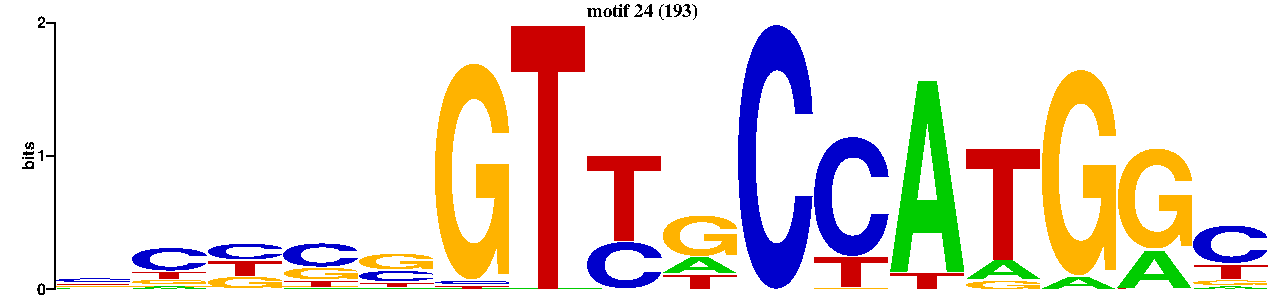 motif 24 (193)
2
1
0
bits
C C C G G T T G C C A T G G C
T T G C C A T A A A T
G G T T T G A G